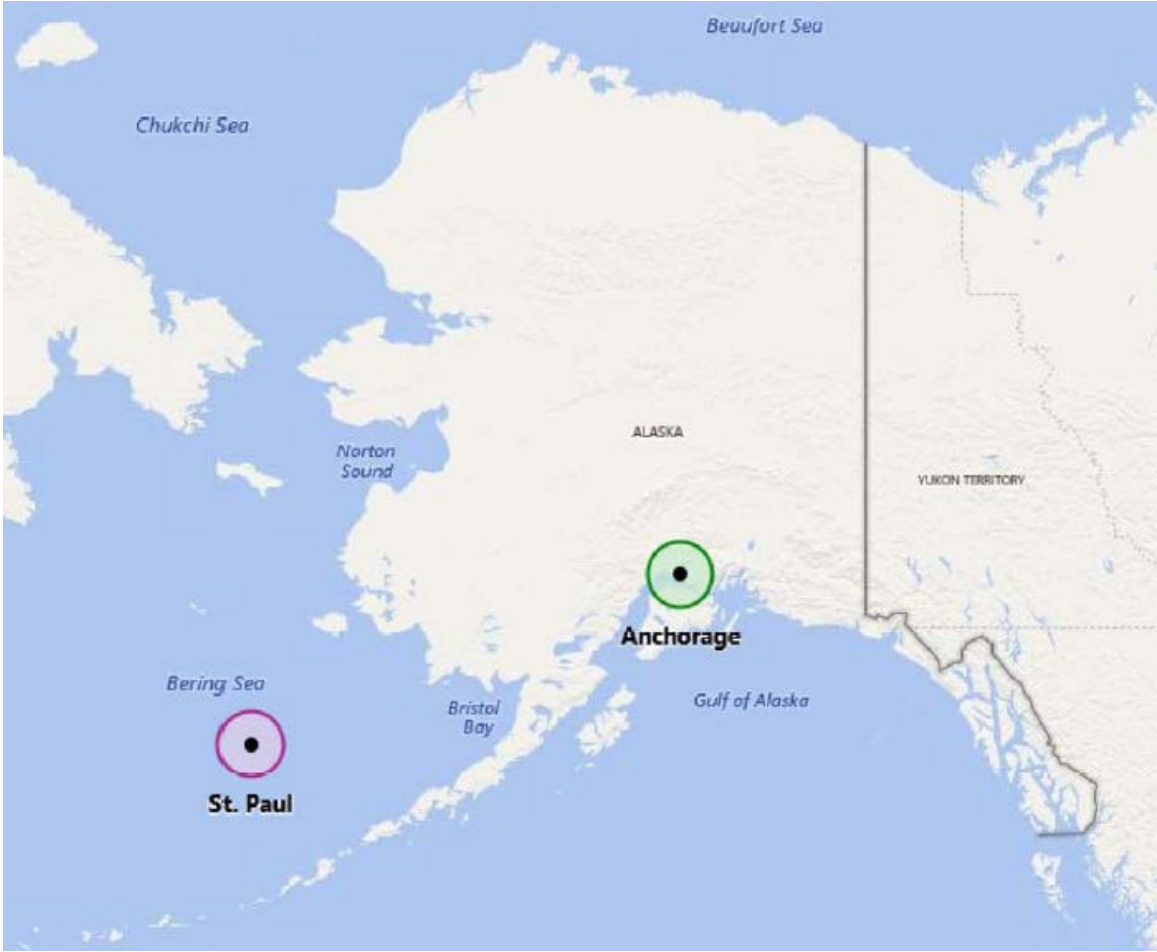 Beaufort Sea
Chukchi Sea
ALASKA
Norton
Sound
YUKON TERRITORY
Anchorage
Bering Sea
Bristol
Bay
Gulf of Alaska
St. Paul